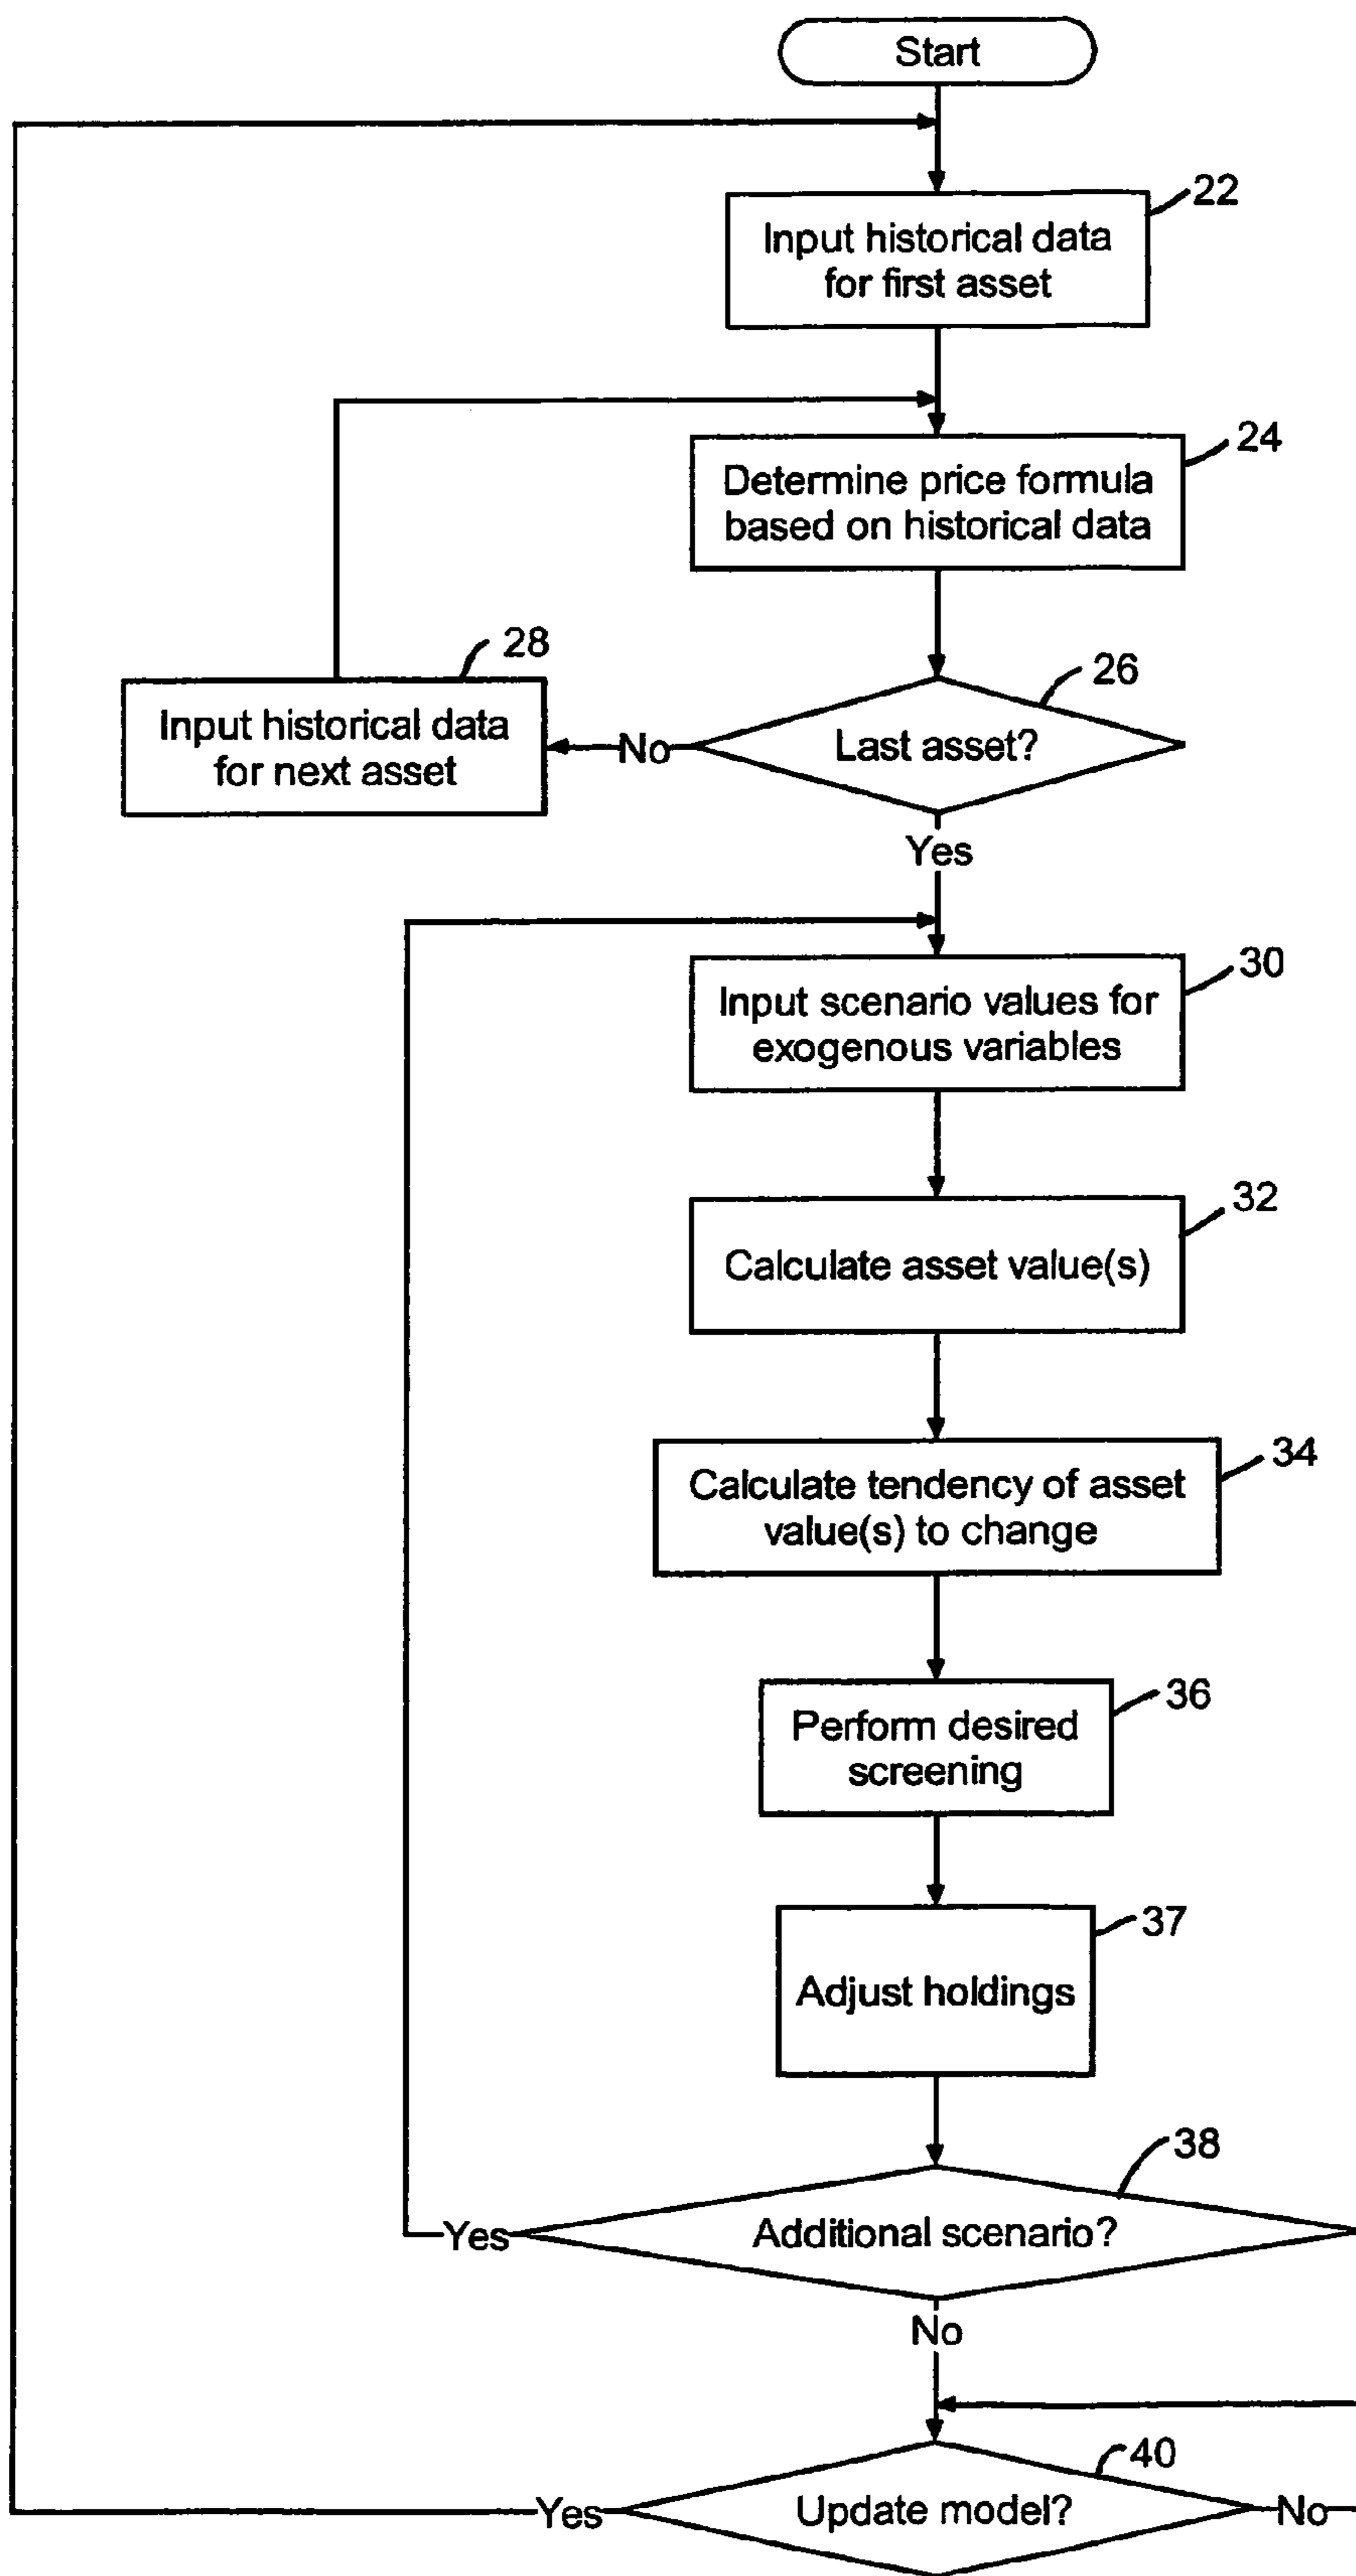 Start
22
Input historical data
for first asset
24
Determine price formula
based on historical data
28
Input historical data
for next asset
No
26
Last asset?
Yes
30
Input scenario values for
exogenous variables
32
Calculate asset value(s)
34
Calculate tendency of asset
value(s) to change
36
Perform desired
screening
37
Adjust holdings
38
Yes
Additional scenario?
No
40
Yes
Update model?
No